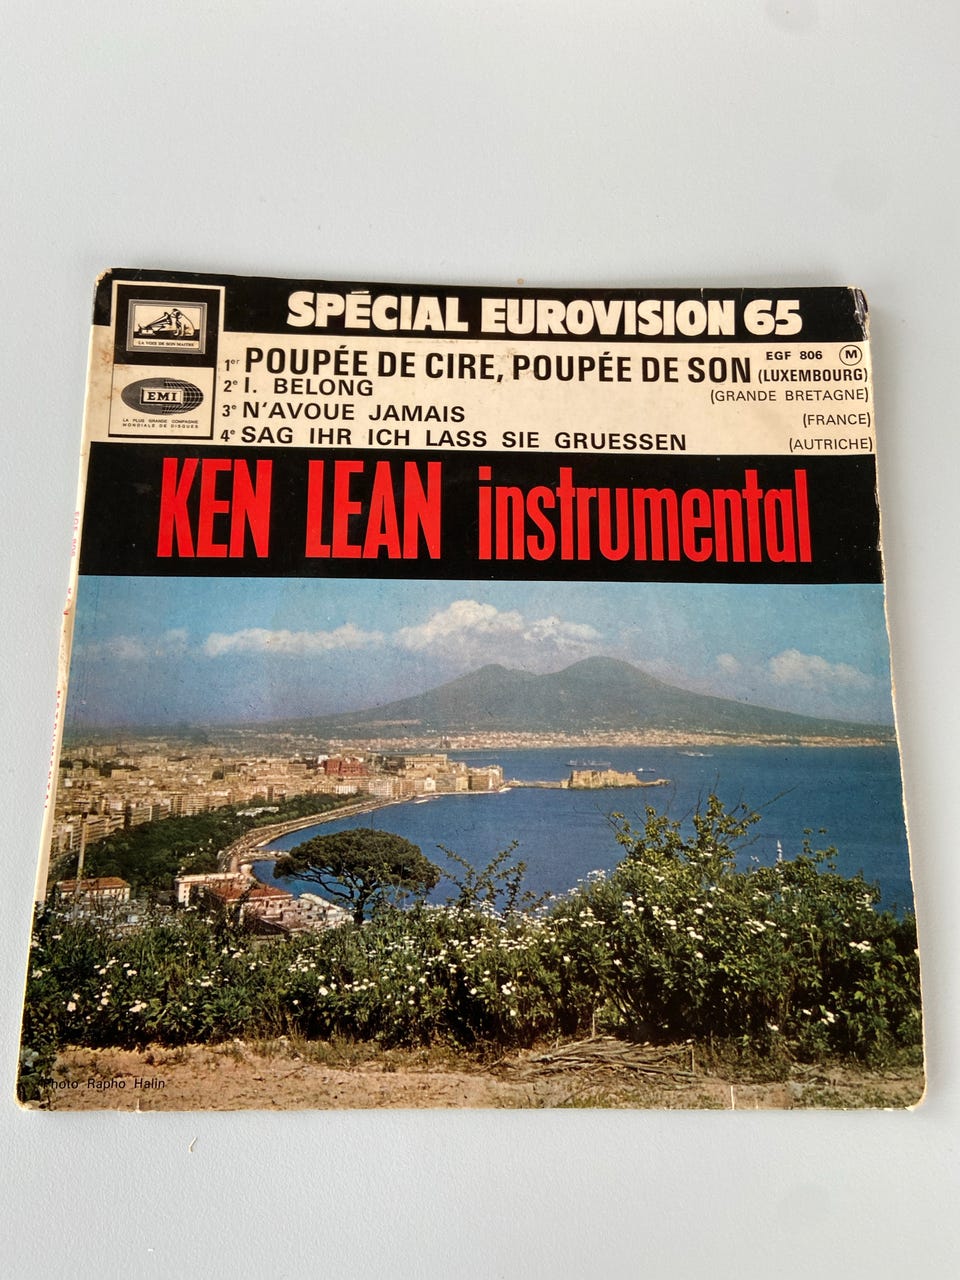 SPÉCIAL EUROVISION 65
LA VOIX DE SON MAITRE
EMI
LA PLUS GRANDE COMPAGNIE
MONDIALE DE DISQUES
EGF 806 M
1er POUPÉE DE CIRE, POUPÉE DE SON (LUXEMBOURG)
2e I. BELONG (GRANDE BRETAGNE)
3e N'AVOUE JAMAIS (FRANCE)
4e SAG IHR ICH LASS SIE GRUESSEN (AUTRICHE)
KEN LEAN instrumental
Photo Rapho Halin